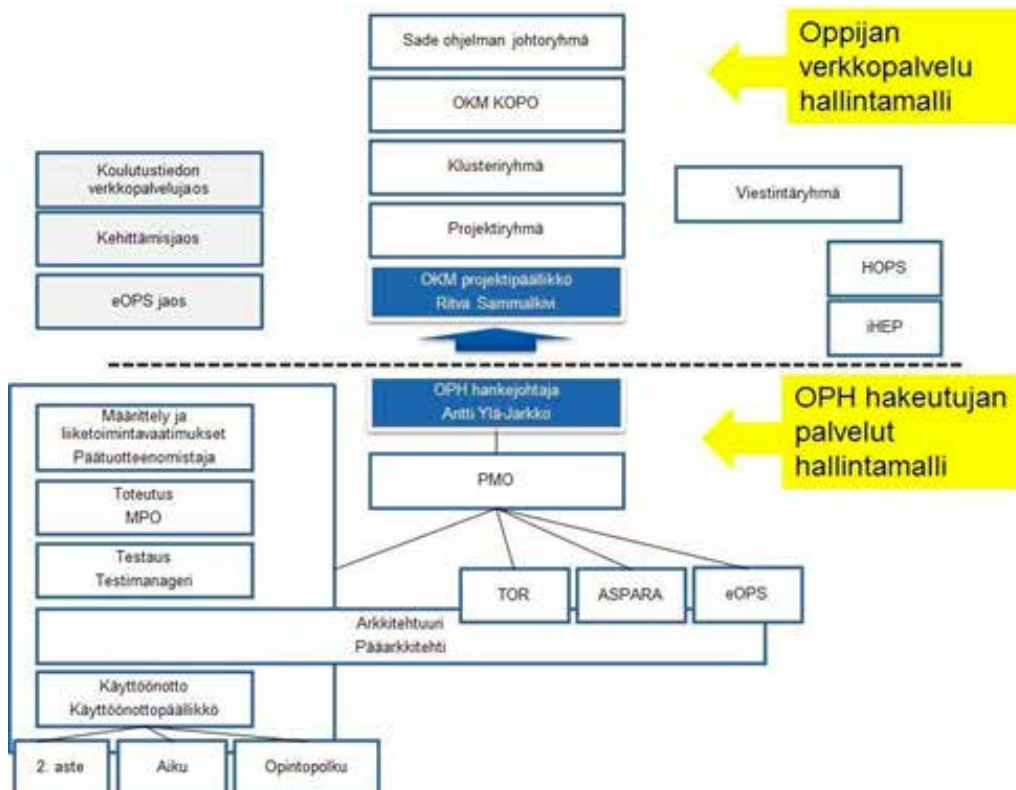 Sade ohjelman johtoryhmä
OKM KOPO
Klusteriryhmä
Projektiryhmä
OKM projektipäällikkö
Ritva Sammalkivi
Oppijan
verkkopalvelu
hallintamalli
Koulutustiedon
verkkopalvelujaos
Kehittämisjaos
eOPS jaos
Viestintäryhmä
HOPS
iHEP
OPH hankejohtaja
Antti Ylä-Jarkko
PMO
OPH hakeutujan
palvelut
hallintamalli
Määrittely ja
liiketoimintavaatimukset
Päätuotteenomistaja
Toteutus
MPO
Testaus
Testimanageri
TOR
ASPARA
eOPS
Arkkitehtuuri
Pääarkkitehti
Käyttöönotto
Käyttöönottopäällikkö
2. aste
Aiku
Opintopolku